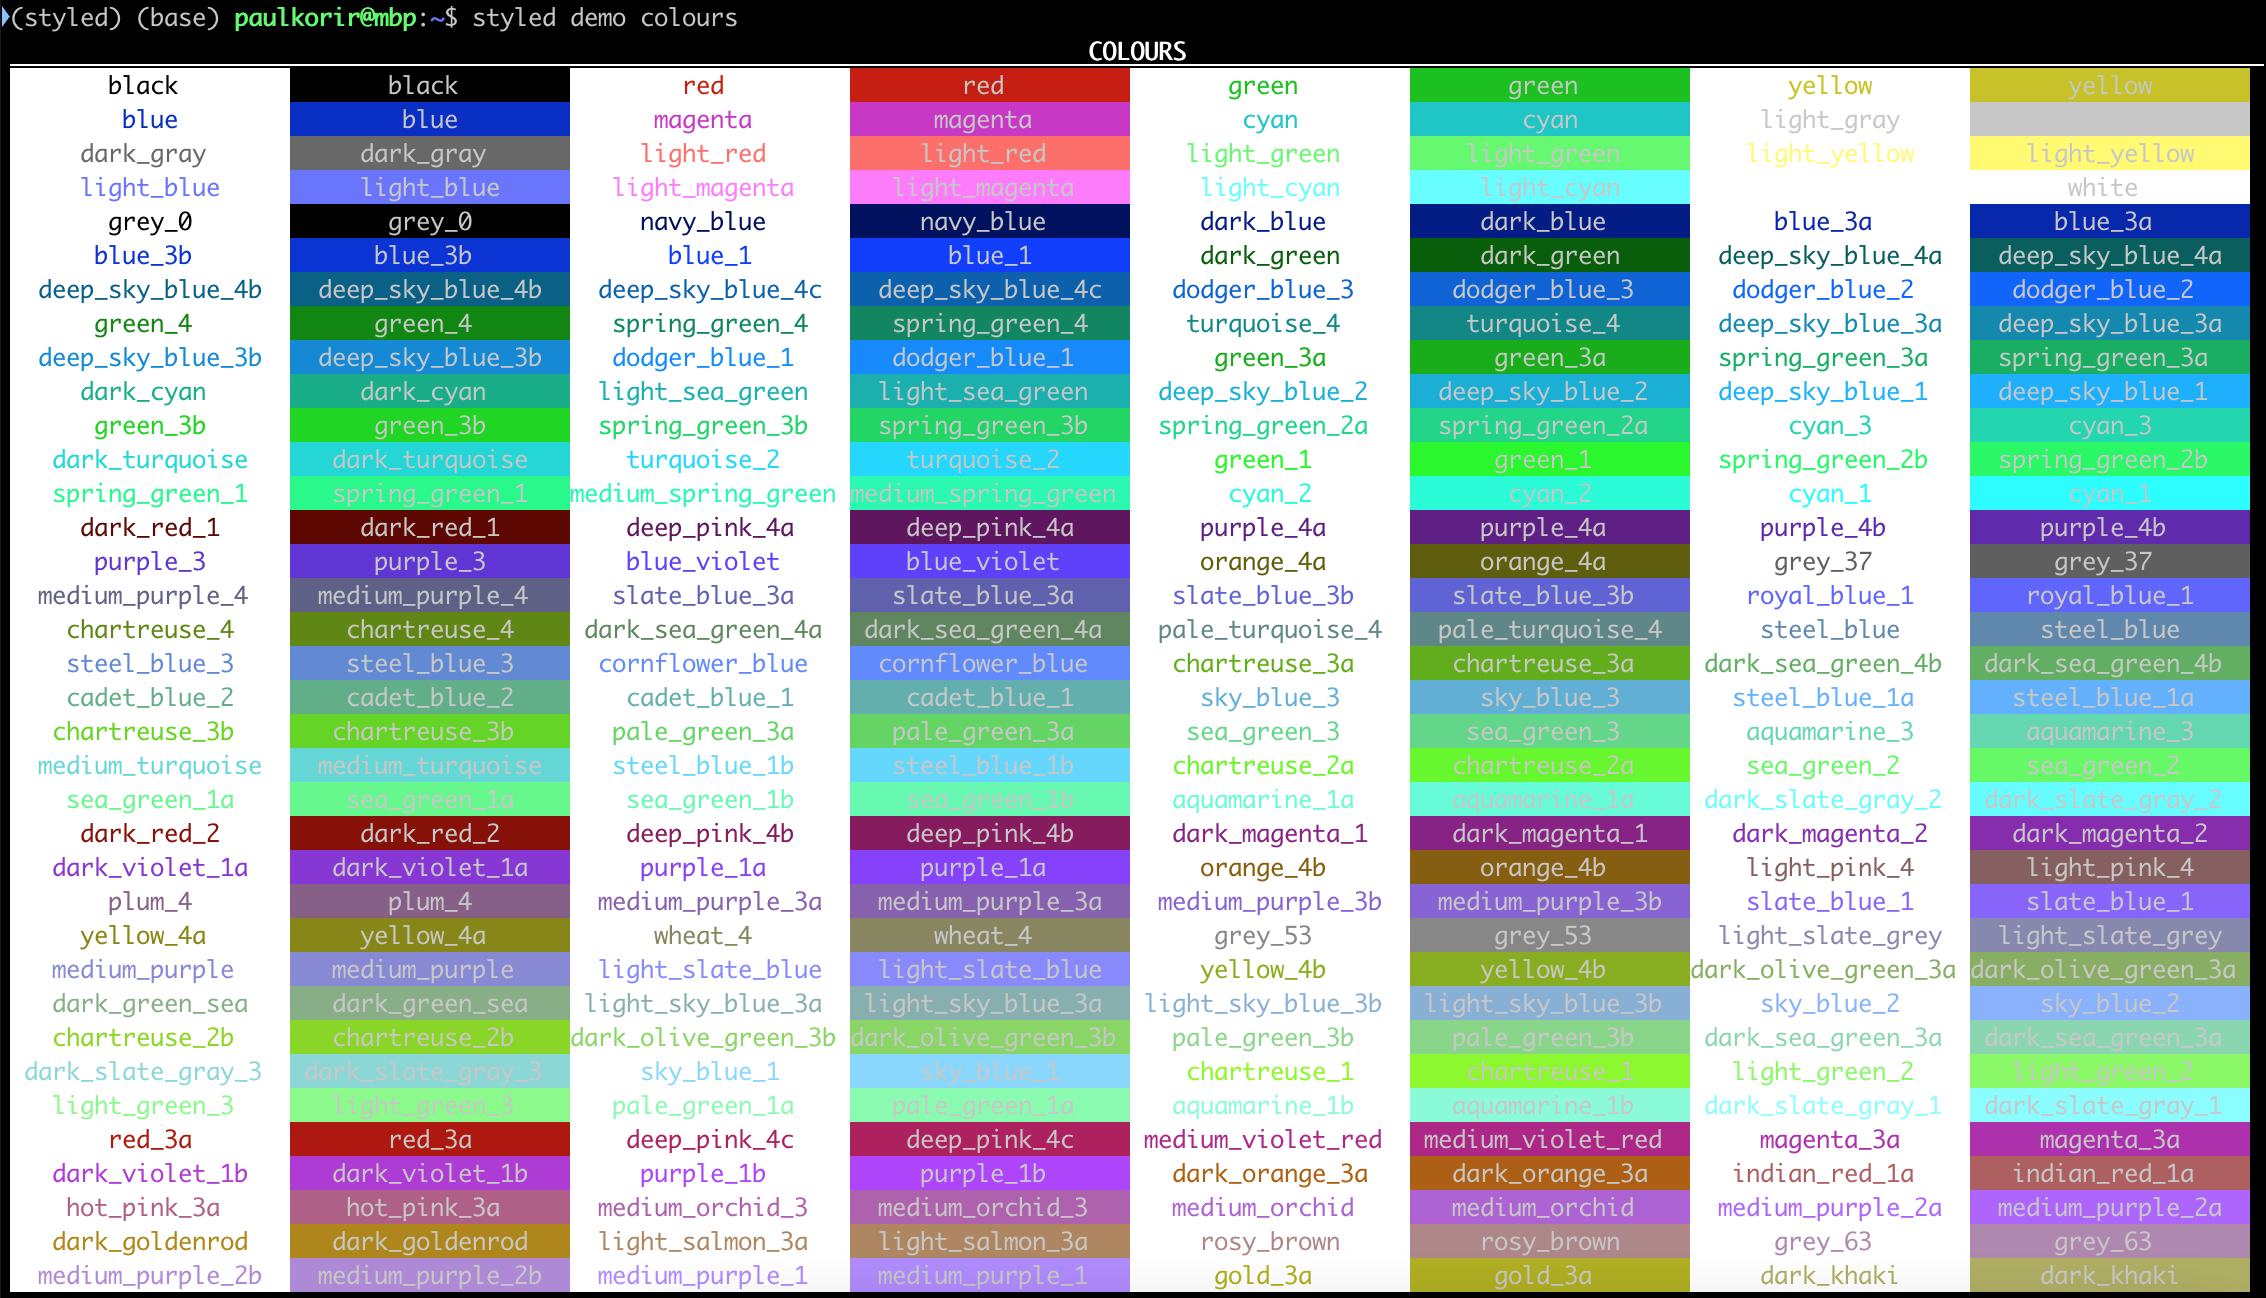 (styled) (base) paulkorir@mbp:~$ styled demo colours
COLOURS
black black red red green green yellow yellow
blue blue magenta magenta cyan cyan light_gray
dark_gray dark_gray light_red light_red light_green light_green light_yellow light_yellow
light_blue light_blue light_magenta light_magenta light_cyan light_cyan white
grey_0 grey_0 navy_blue navy_blue dark_blue dark_blue blue_3a blue_3a
blue_3b blue_3b blue_1 blue_1 dark_green dark_green deep_sky_blue_4a deep_sky_blue_4a
deep_sky_blue_4b deep_sky_blue_4b deep_sky_blue_4c deep_sky_blue_4c dodger_blue_3 dodger_blue_3 dodger_blue_2 dodger_blue_2
green_4 green_4 spring_green_4 spring_green_4 turquoise_4 turquoise_4 deep_sky_blue_3a deep_sky_blue_3a
deep_sky_blue_3b deep_sky_blue_3b dodger_blue_1 dodger_blue_1 green_3a green_3a spring_green_3a spring_green_3a
dark_cyan dark_cyan light_sea_green light_sea_green deep_sky_blue_2 deep_sky_blue_2 deep_sky_blue_1 deep_sky_blue_1
green_3b green_3b spring_green_3b spring_green_3b spring_green_2a spring_green_2a cyan_3 cyan_3
dark_turquoise dark_turquoise turquoise_2 turquoise_2 green_1 green_1 spring_green_2b spring_green_2b
spring_green_1 spring_green_1 medium_spring_green medium_spring_green cyan_2 cyan_2 cyan_1 cyan_1
dark_red_1 dark_red_1 deep_pink_4a deep_pink_4a purple_4a purple_4a purple_4b purple_4b
purple_3 purple_3 blue_violet blue_violet orange_4a orange_4a grey_37 grey_37
medium_purple_4 medium_purple_4 slate_blue_3a slate_blue_3a slate_blue_3b slate_blue_3b royal_blue_1 royal_blue_1
chartreuse_4 chartreuse_4 dark_sea_green_4a dark_sea_green_4a pale_turquoise_4 pale_turquoise_4 steel_blue steel_blue
steel_blue_3 steel_blue_3 cornflower_blue cornflower_blue chartreuse_3a chartreuse_3a dark_sea_green_4b dark_sea_green_4b
cadet_blue_2 cadet_blue_2 cadet_blue_1 cadet_blue_1 sky_blue_3 sky_blue_3 steel_blue_1a steel_blue_1a
chartreuse_3b chartreuse_3b pale_green_3a pale_green_3a sea_green_3 sea_green_3 aquamarine_3 aquamarine_3
medium_turquoise medium_turquoise steel_blue_1b steel_blue_1b chartreuse_2a chartreuse_2a sea_green_2 sea_green_2
sea_green_1a sea_green_1a sea_green_1b sea_green_1b aquamarine_1a aquamarine_1a dark_slate_gray_2 dark_slate_gray_2
dark_red_2 dark_red_2 deep_pink_4b deep_pink_4b dark_magenta_1 dark_magenta_1 dark_magenta_2 dark_magenta_2
dark_violet_1a dark_violet_1a purple_1a purple_1a orange_4b orange_4b light_pink_4 light_pink_4
plum_4 plum_4 medium_purple_3a medium_purple_3a medium_purple_3b medium_purple_3b slate_blue_1 slate_blue_1
yellow_4a yellow_4a wheat_4 wheat_4 grey_53 grey_53 light_slate_grey light_slate_grey
medium_purple medium_purple light_slate_blue light_slate_blue yellow_4b yellow_4b dark_olive_green_3a dark_olive_green_3a
dark_green_sea dark_green_sea light_sky_blue_3a light_sky_blue_3a light_sky_blue_3b light_sky_blue_3b sky_blue_2 sky_blue_2
chartreuse_2b chartreuse_2b dark_olive_green_3b dark_olive_green_3b pale_green_3b pale_green_3b dark_sea_green_3a dark_sea_green_3a
dark_slate_gray_3 dark_slate_gray_3 sky_blue_1 sky_blue_1 chartreuse_1 chartreuse_1 light_green_2 light_green_2
light_green_3 light_green_3 pale_green_1a pale_green_1a aquamarine_1b aquamarine_1b dark_slate_gray_1 dark_slate_gray_1
red_3a red_3a deep_pink_4c deep_pink_4c medium_violet_red medium_violet_red magenta_3a magenta_3a
dark_violet_1b dark_violet_1b purple_1b purple_1b dark_orange_3a dark_orange_3a indian_red_1a indian_red_1a
hot_pink_3a hot_pink_3a medium_orchid_3 medium_orchid_3 medium_orchid medium_orchid medium_purple_2a medium_purple_2a
dark_goldenrod dark_goldenrod light_salmon_3a light_salmon_3a rosy_brown rosy_brown grey_63 grey_63
medium_purple_2b medium_purple_2b medium_purple_1 medium_purple_1 gold_3a gold_3a dark_khaki dark_khaki